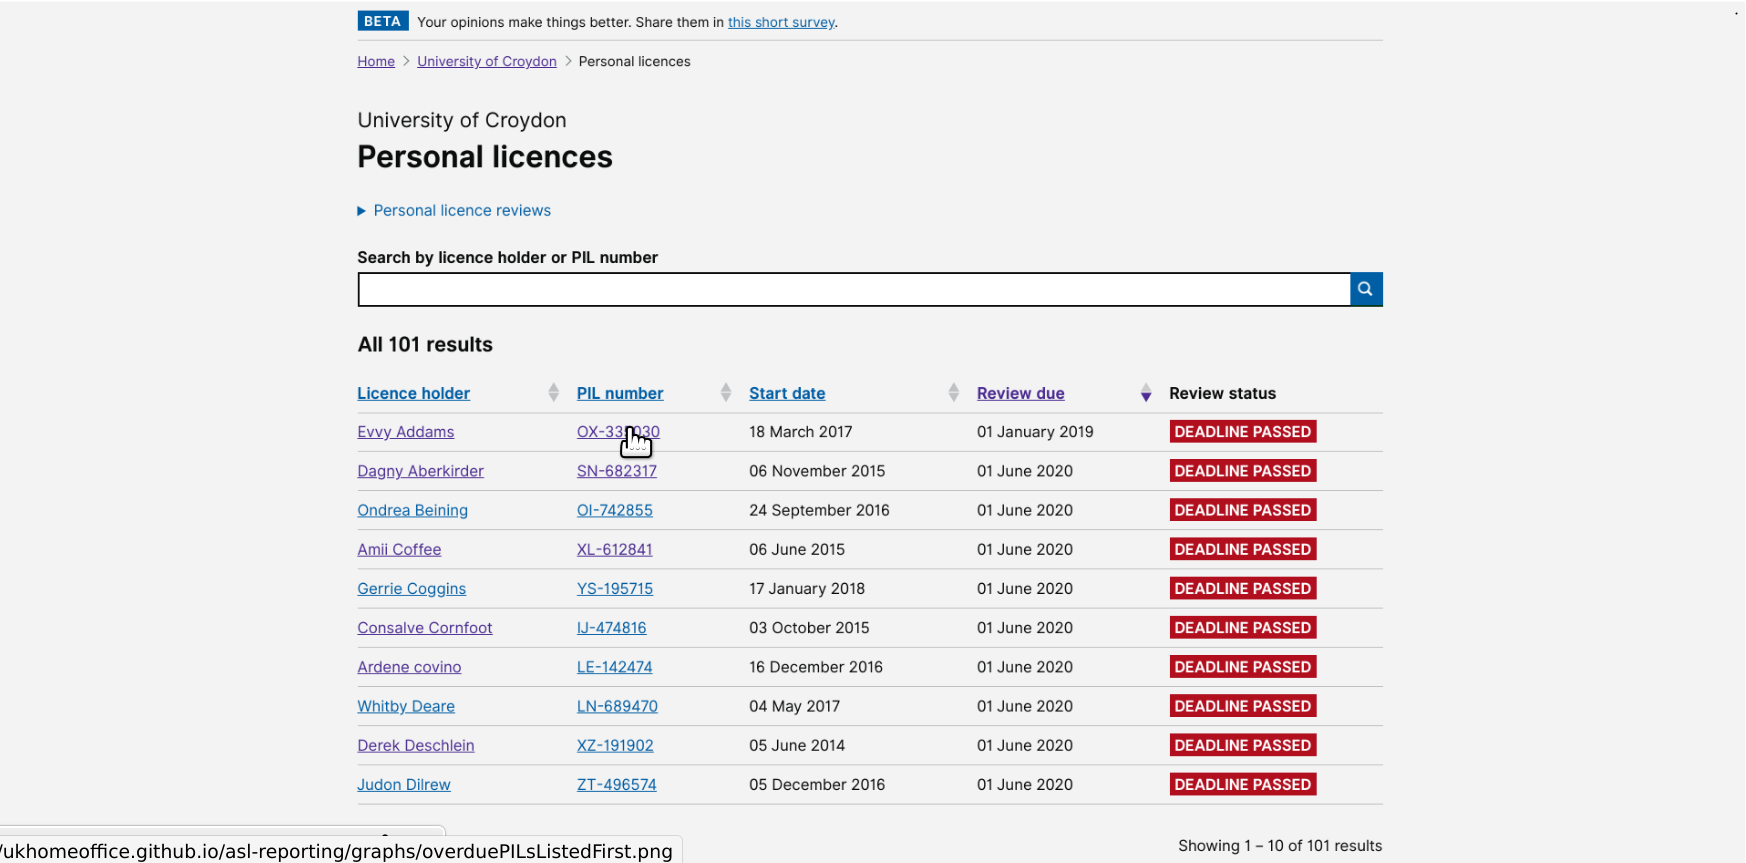 BETA Your opinions make things better. Share them in this short survey.
Home > University of Croydon > Personal licences
University of Croydon
Personal licences
Personal licence reviews
Search by licence holder or PIL number
All 101 results
Licence holder PIL number Start date Review due Review status
Evvy Addams 18 March 2017 01 January 2019 DEADLINE PASSED
Dagny Aberkirder SN-682317 06 November 2015 01 June 2020 DEADLINE PASSED
Ondrea Beining OI-742855 24 September 2016 01 June 2020 DEADLINE PASSED
Amii Coffee XL-612841 06 June 2015 01 June 2020 DEADLINE PASSED
Gerrie Coggins YS-195715 17 January 2018 01 June 2020 DEADLINE PASSED
Consalve Cornfoot IJ-474816 03 October 2015 01 June 2020 DEADLINE PASSED
Ardene covino LE-142474 16 December 2016 01 June 2020 DEADLINE PASSED
Whitby Deare LN-689470 04 May 2017 01 June 2020 DEADLINE PASSED
Derek Deschlein XZ-191902 05 June 2014 01 June 2020 DEADLINE PASSED
Judon Dilrew ZT-496574 05 December 2016 01 June 2020 DEADLINE PASSED
Showing 1 – 10 of 101 results
/ukhomeoffice.github.io/asl-reporting/graphs/overduePILsListedFirst.png